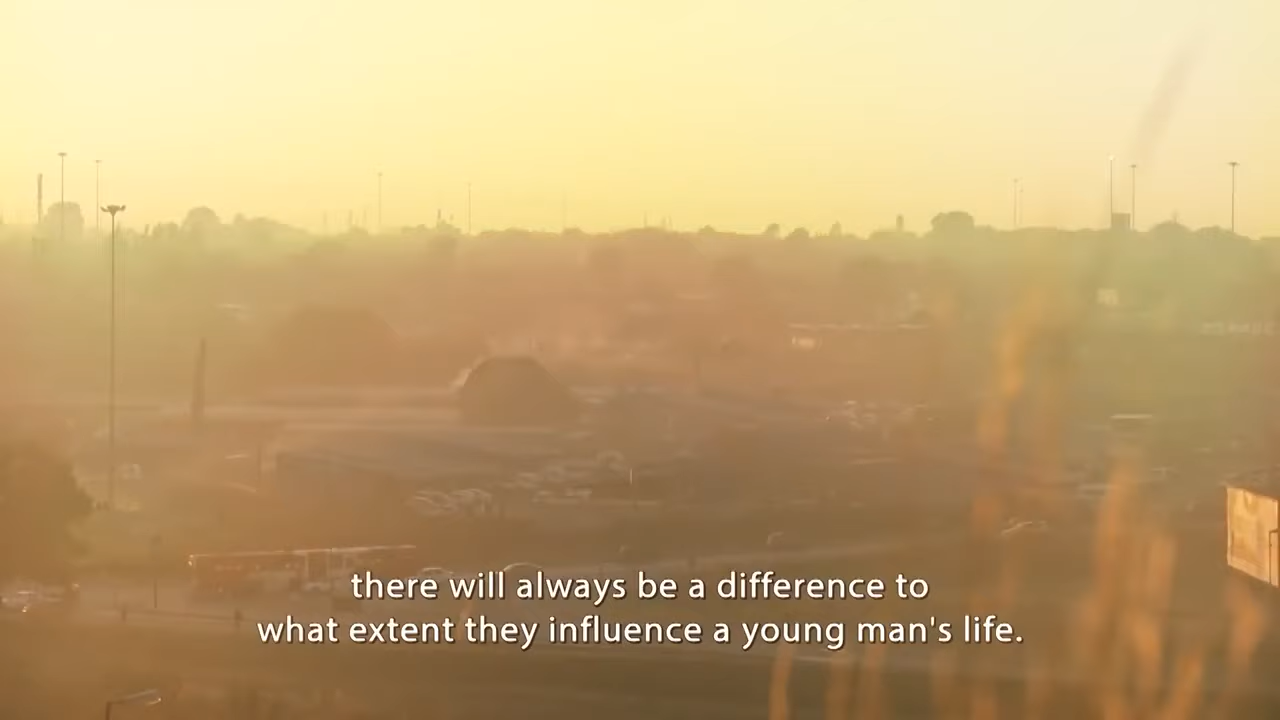 there will always be a difference to
what extent they influence a young man's life.